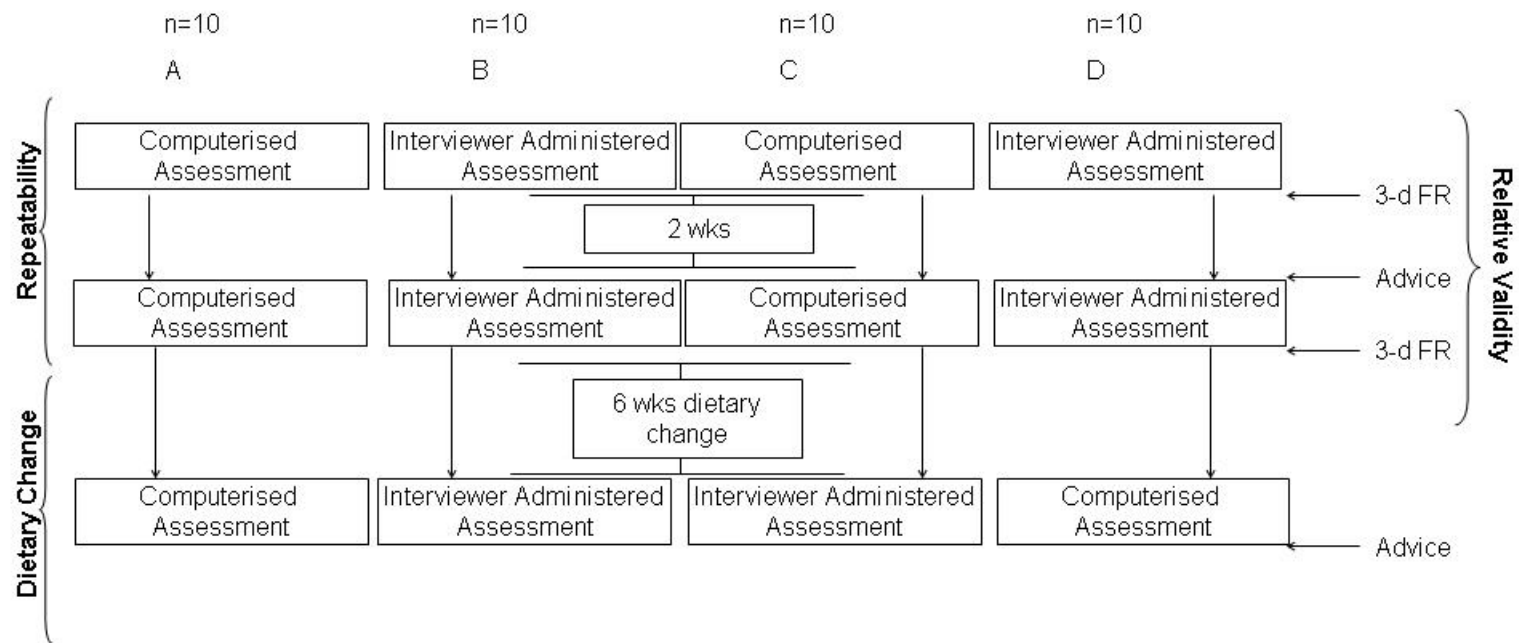 n=10
n=10
n=10
n=10
A
B
C
D
Repeatability
Computerised
Assessment
Interviewer Administered
Assessment
Computerised
Assessment
Interviewer Administered
Assessment
3-d FR
2 wks
Advice
Computerised
Assessment
Interviewer Administered
Assessment
Computerised
Assessment
Interviewer Administered
Assessment
3-d FR
Relative Validity
Dietary Change
6 wks dietary
change
Computerised
Assessment
Interviewer Administered
Assessment
Interviewer Administered
Assessment
Computerised
Assessment
Advice